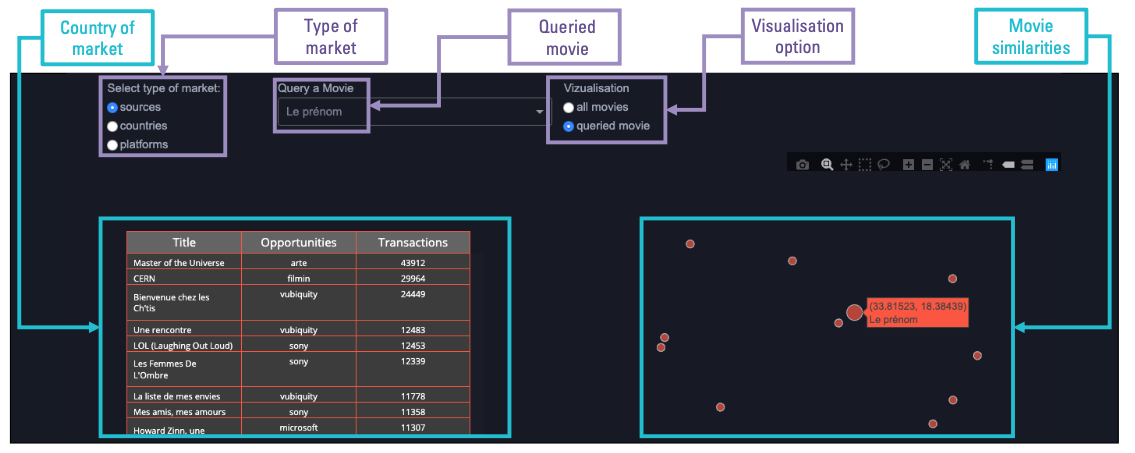 Country of
market
Type of
market
Queried
movie
Visualisation
option
Movie
similarities
Select type of market:
sources
countries
platforms
Query a Movie
Le prénom
Vizualisation
all movies
queried movie
Title Opportunities Transactions
Master of the Universe arte 43912
CERN filmin 29964
Bienvenue chez les vubiquity 24449
Ch'tis
Une rencontre vubiquity 12483
LOL (Laughing Out Loud) sony 12453
Les Femmes De sony 12339
L'Ombre
La liste de mes envies vubiquity 11778
Mes amis, mes amours sony 11358
Howard Zinn, une microsoft 11307
(33.81523, 18.38439)
Le prénom